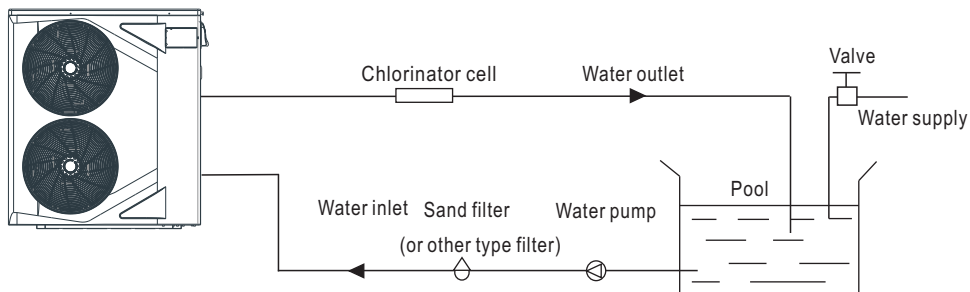 Valve
Chlorinator cell
Water outlet
Water supply
Pool
Water inlet
Sand filter
(or other type filter)
Water pump